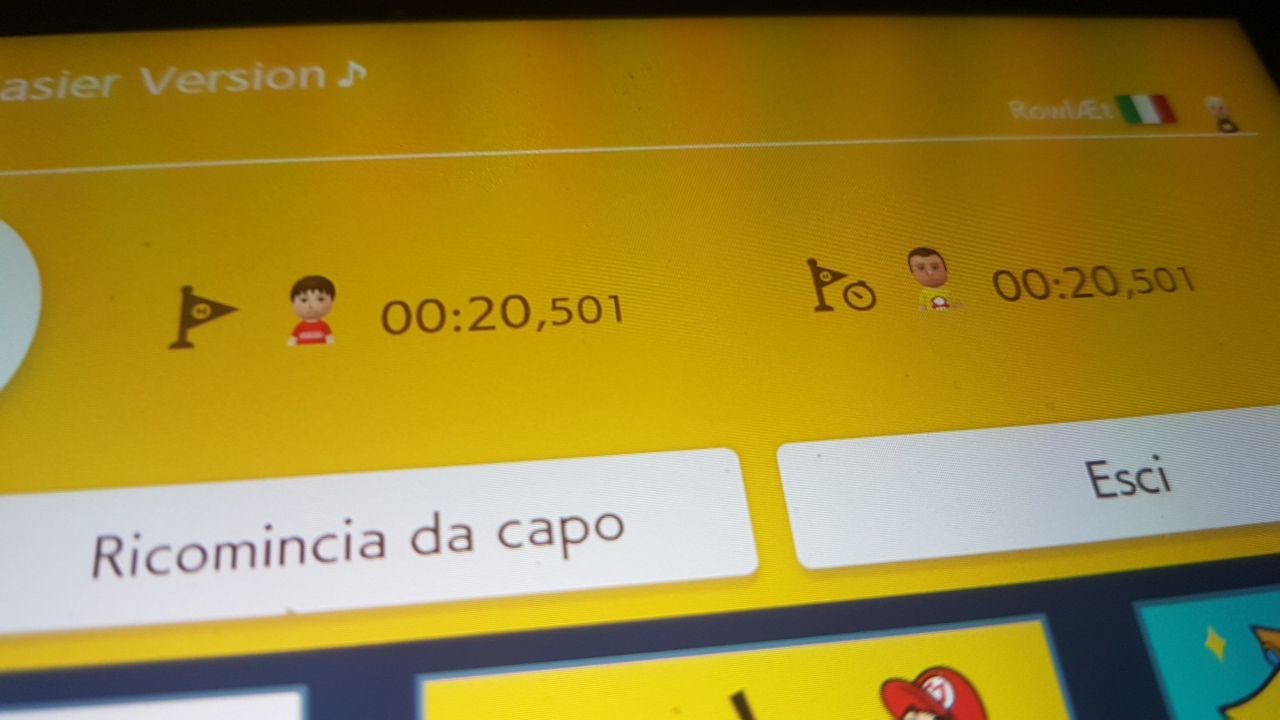 asier Version♪
RowlÆt
00:20,501
00:20,501
Ricomincia da capo
Esci